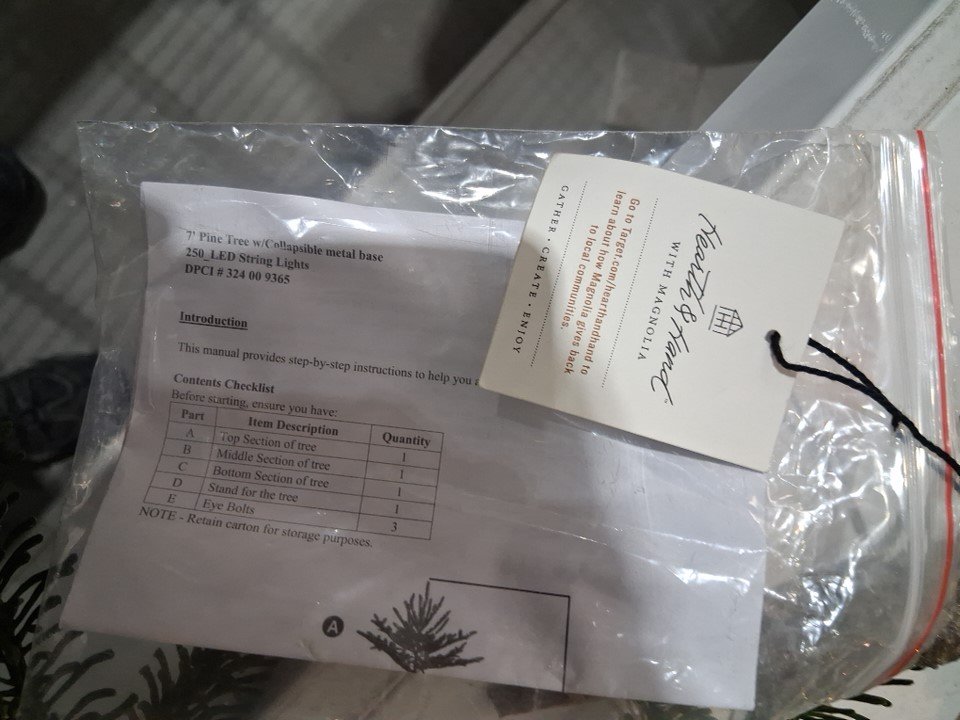 7' Pine Tree w/Collapsible metal base
250_LED String Lights
DPCI # 324 00 9365
Introduction
This manual provides step-by-step instructions to help you
Contents Checklist
Before starting, ensure you have:
Part Item Description Quantity
A Top Section of tree 1
B Middle Section of tree 1
C Bottom Section of tree 1
D Stand for the tree 1
E Eye Bolts 3
NOTE - Retain carton for storage purposes.
A
Hearth & Hand™
WITH MAGNOLIA
Go to Target.com/hearthandhand to
learn about how Magnolia gives back
to local communities.
GATHER · CREATE · ENJOY